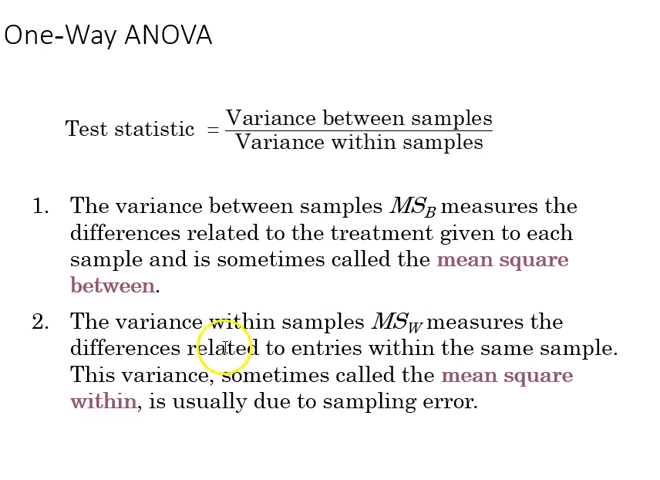 One-Way ANOVA
Test statistic = Variance between samples
Variance within samples
1. The variance between samples MS_B measures the
differences related to the treatment given to each
sample and is sometimes called the mean square
between.
2. The variance within samples MS_W measures the
differences related to entries within the same sample.
This variance, sometimes called the mean square
within, is usually due to sampling error.